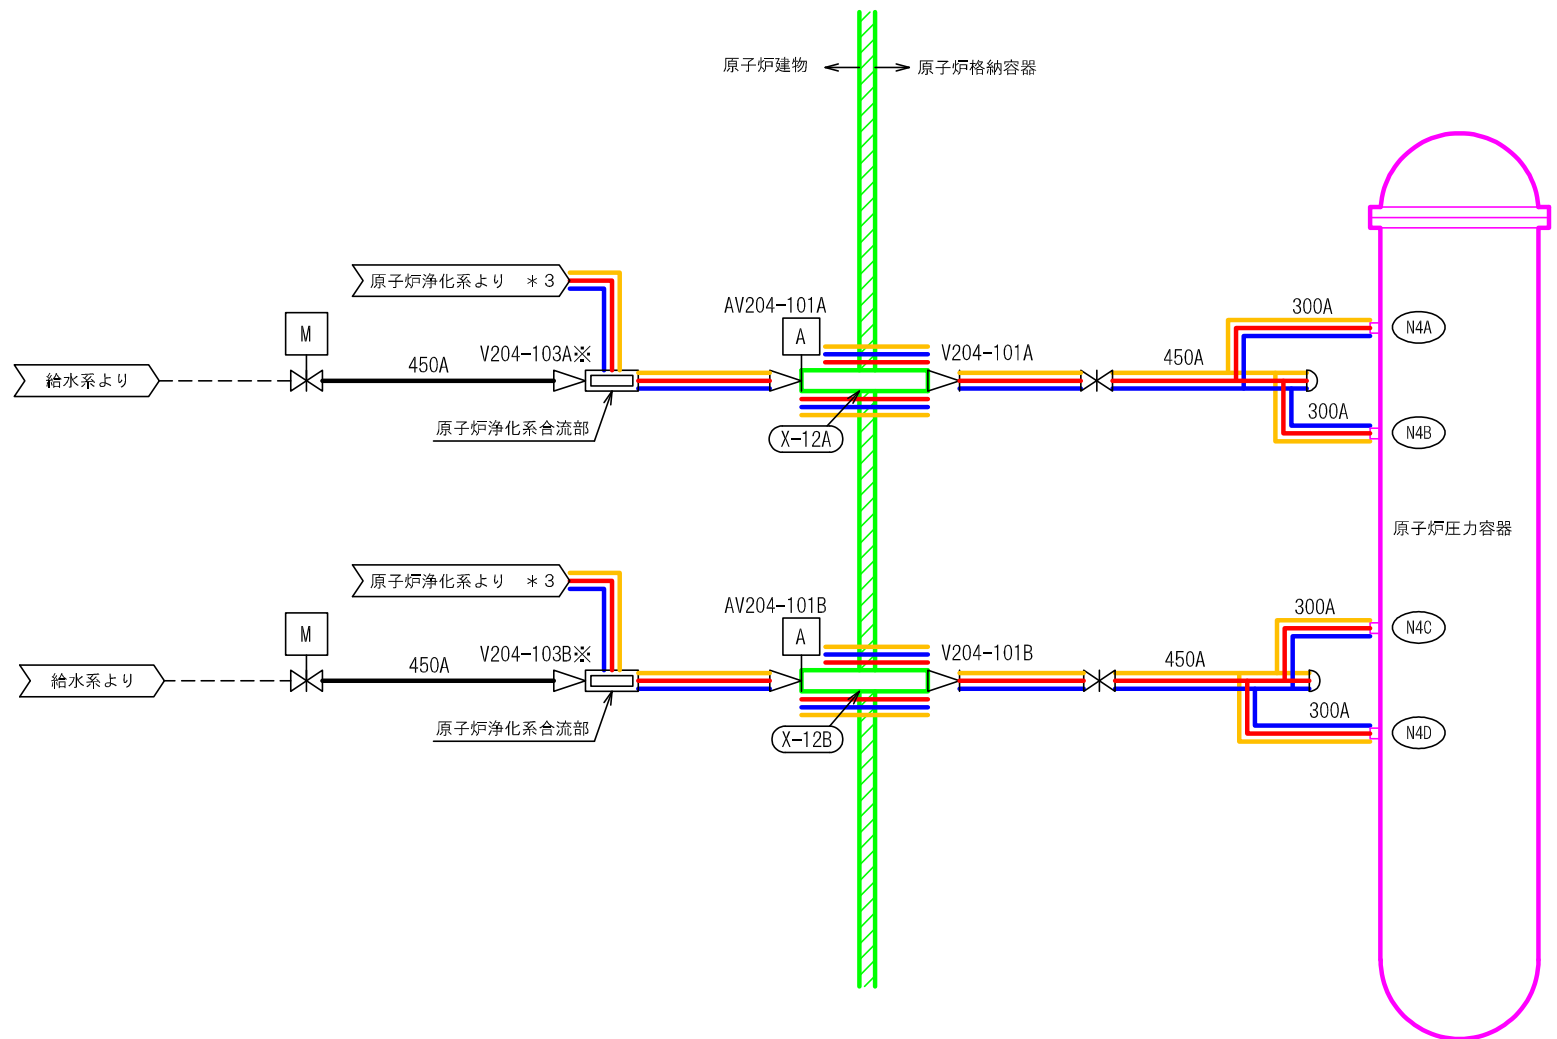 原子炉建物
原子炉格納容器
原子炉浄化系より ＊3
AV204-101A
300A
M
A
N4A
V204-103A※
V204-101A
450A
450A
給水系より
300A
原子炉浄化系合流部
X-12A
N4B
原子炉圧力容器
原子炉浄化系より ＊3
AV204-101B
300A
M
A
N4C
V204-103B※
V204-101B
450A
450A
給水系より
300A
原子炉浄化系合流部
X-12B
N4D